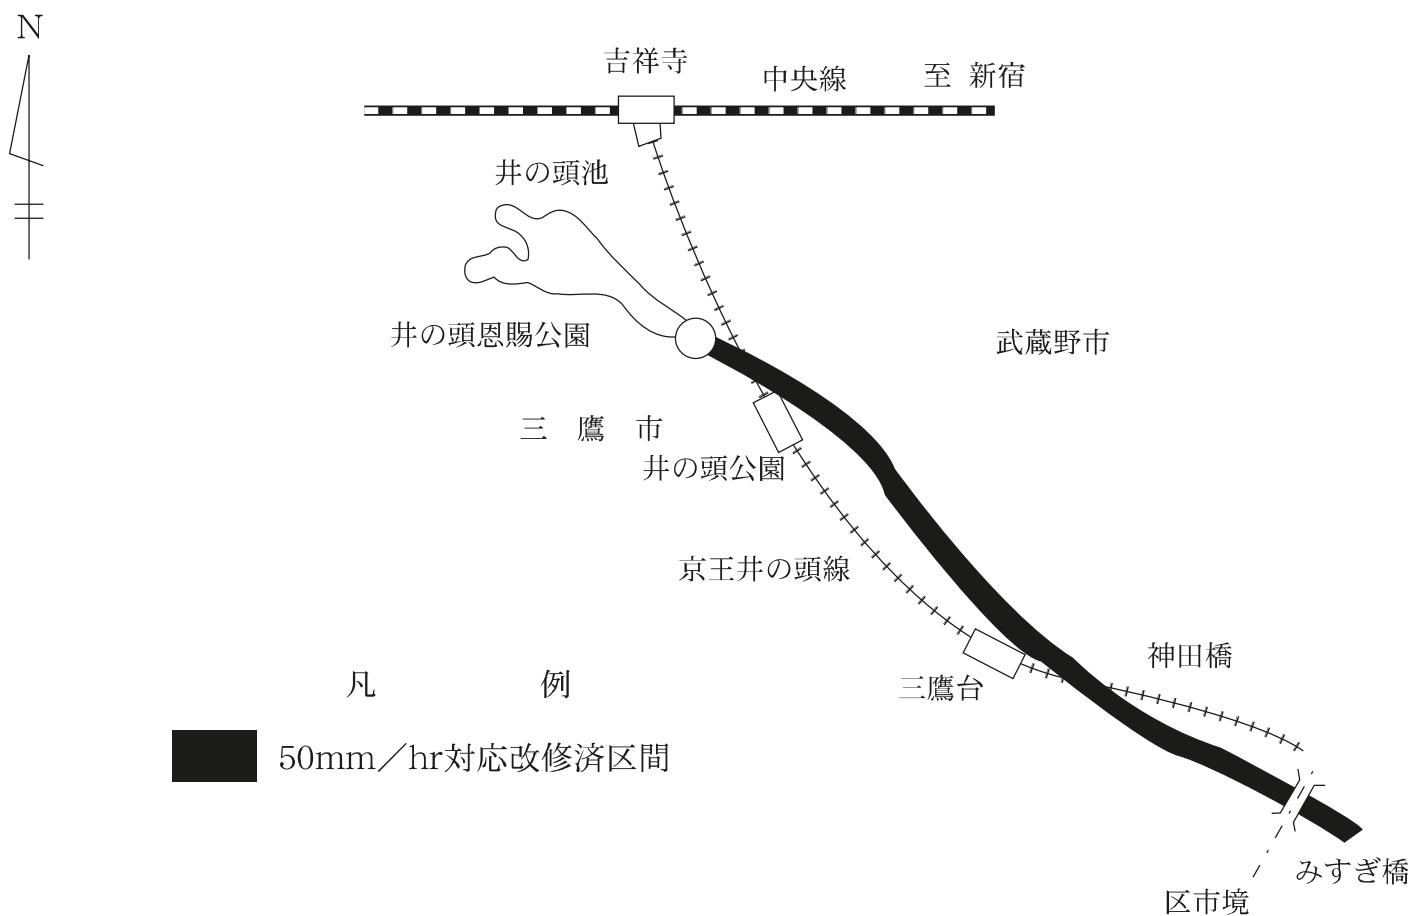 N
吉祥寺
中央線
至 新宿
井の頭池
井の頭恩賜公園
武蔵野市
三 鷹 市
井の頭公園
京王井の頭線
神田橋
三鷹台
凡 例
50mm/hr対応改修済区間
みすぎ橋
区市境